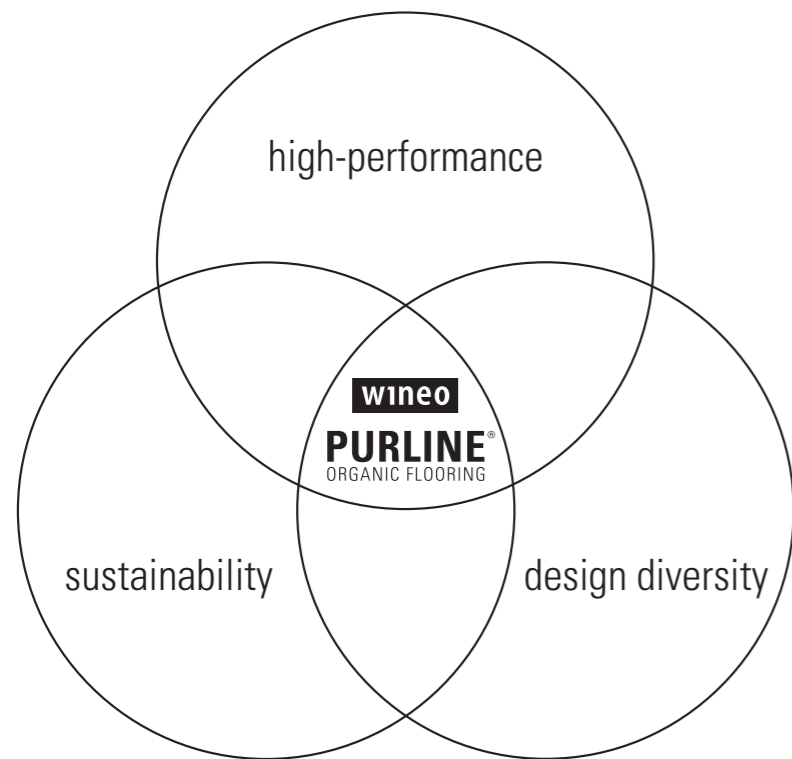 high-performance
wineo
PURLINE®
ORGANIC FLOORING
sustainability
design diversity